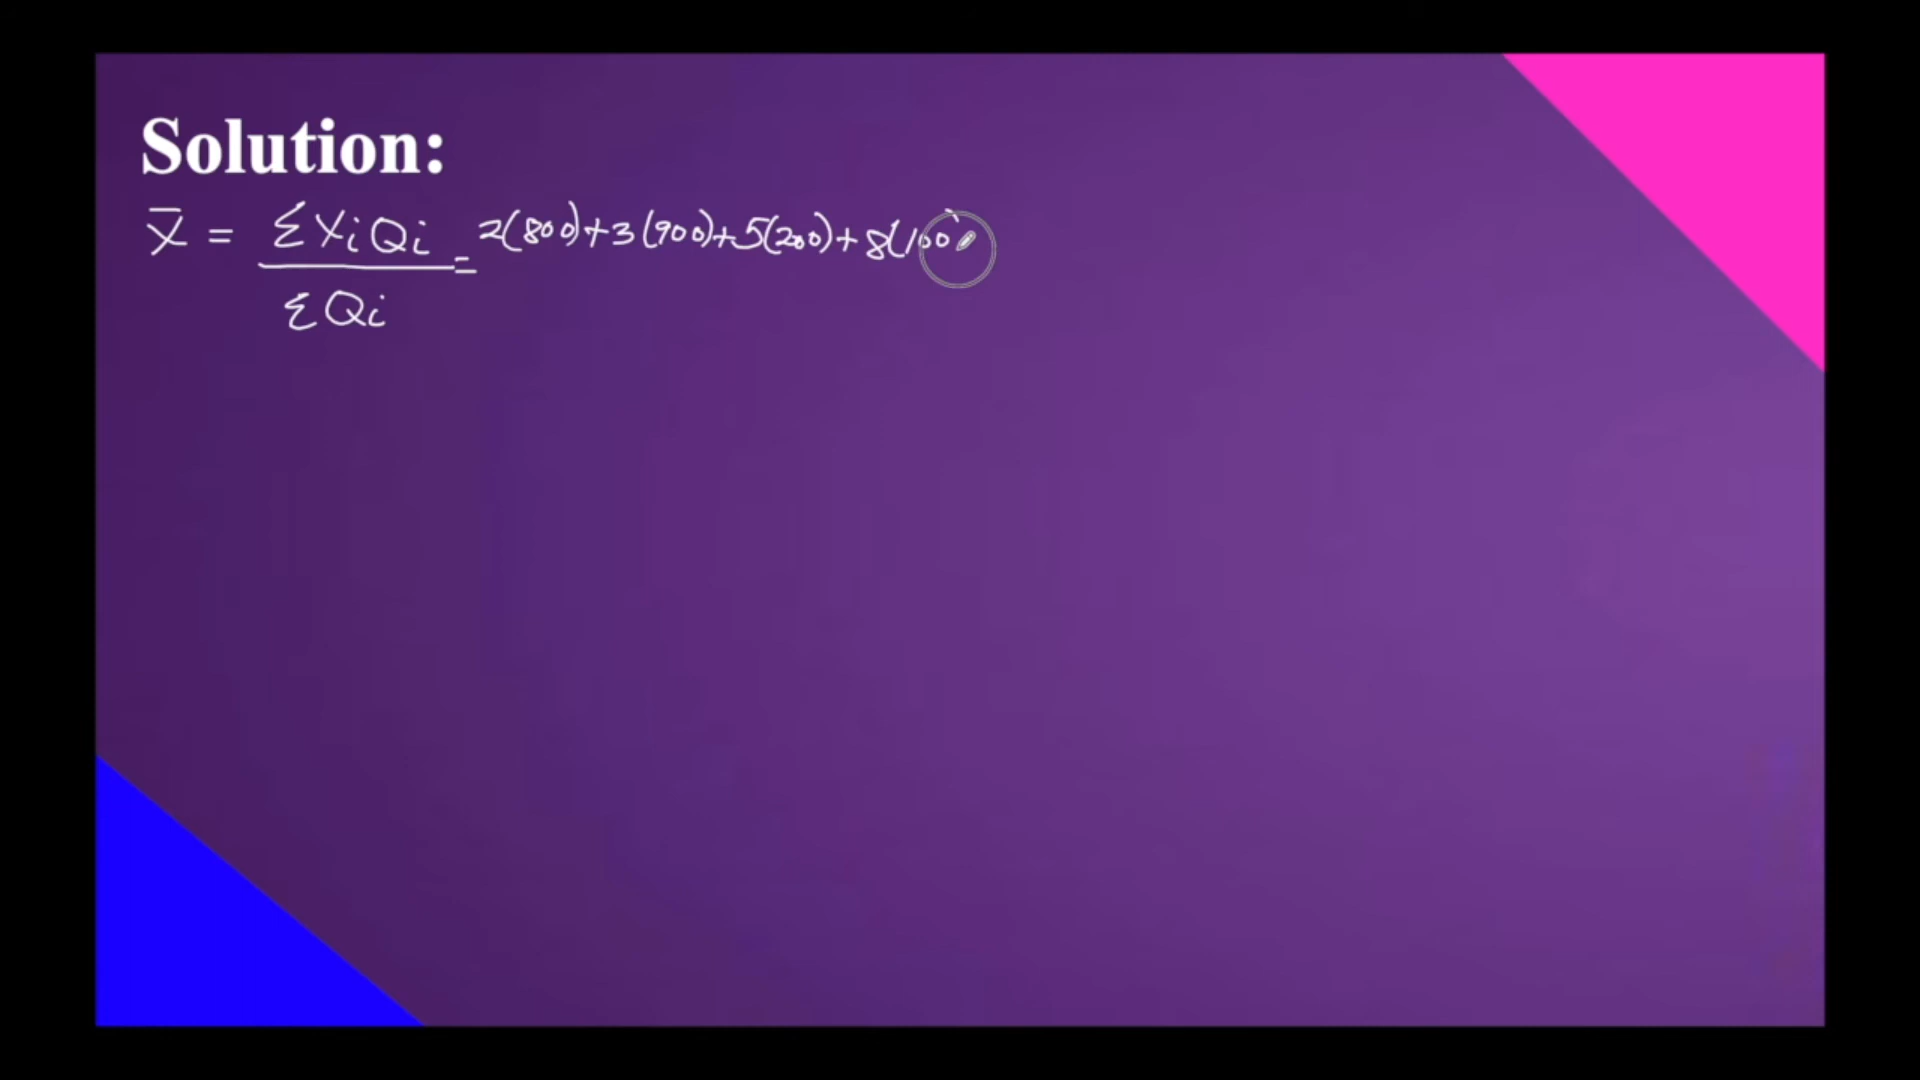 Solution:
X̄ = ΣXiQi = 2(800)+3(900)+5(200)+8(100)
ΣQi